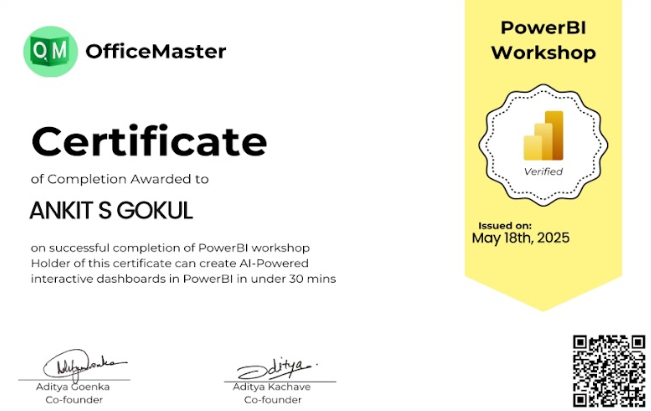 OM OfficeMaster
PowerBI
Workshop
Certificate
of Completion Awarded to
ANKIT S GOKUL
Verified
Issued on:
May 18th, 2025
on successful completion of PowerBI workshop
Holder of this certificate can create AI-Powered
interactive dashboards in PowerBI in under 30 mins
Aditya.
Aditya Goenka
Co-founder
Aditya Kachave
Co-founder